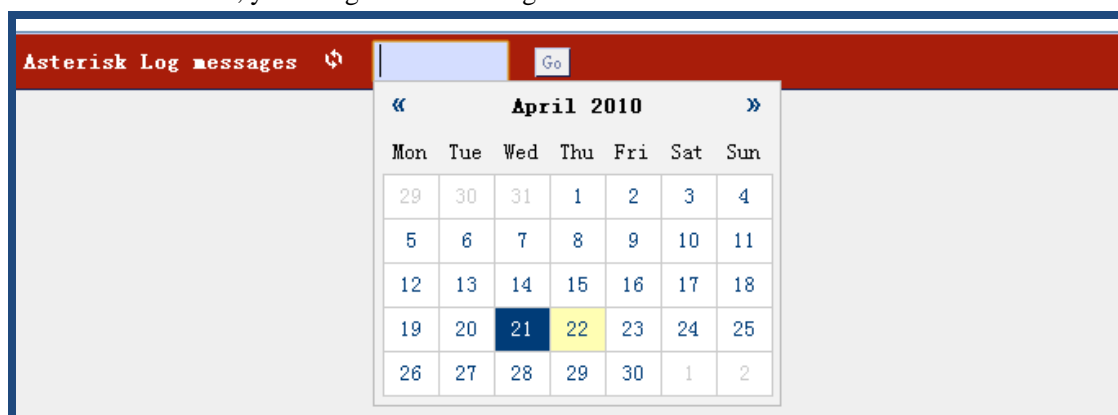 Asterisk Log messages Go
« April 2010 »
Mon Tue Wed Thu Fri Sat Sun
29 30 31 1 2 3 4
5 6 7 8 9 10 11
12 13 14 15 16 17 18
19 20 21 22 23 24 25
26 27 28 29 30 1 2